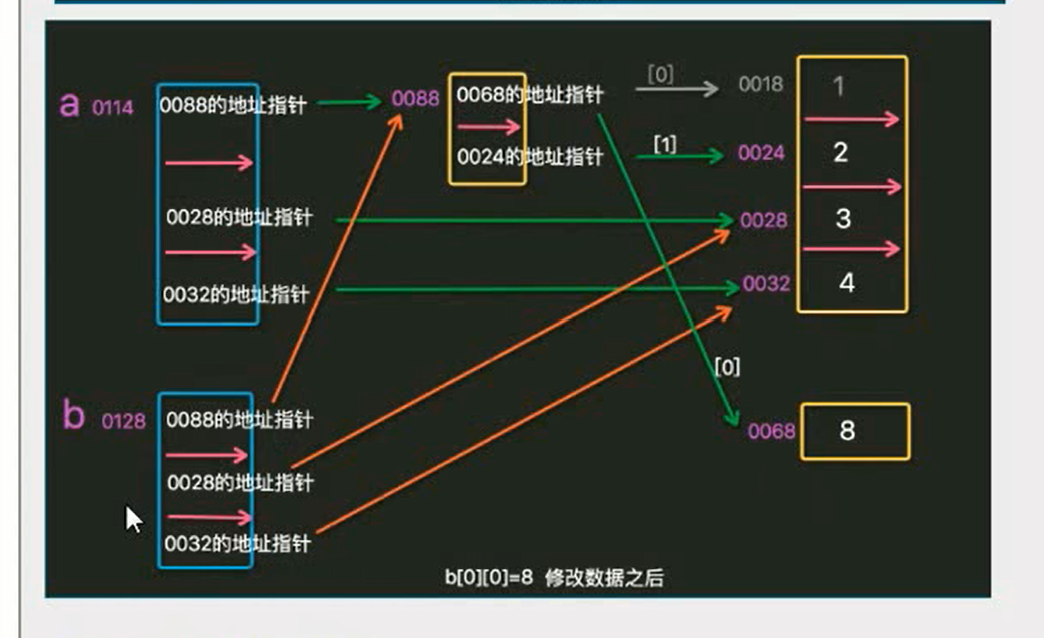 a 0114 0088的地址指针 0088 0068的地址指针 [0] 0018 1
0024的地址指针 [1] 0024 2
0028的地址指针 0028 3
0032的地址指针 0032 4
[0]
b 0128 0088的地址指针 0068 8
0028的地址指针
0032的地址指针
b[0][0]=8 修改数据之后